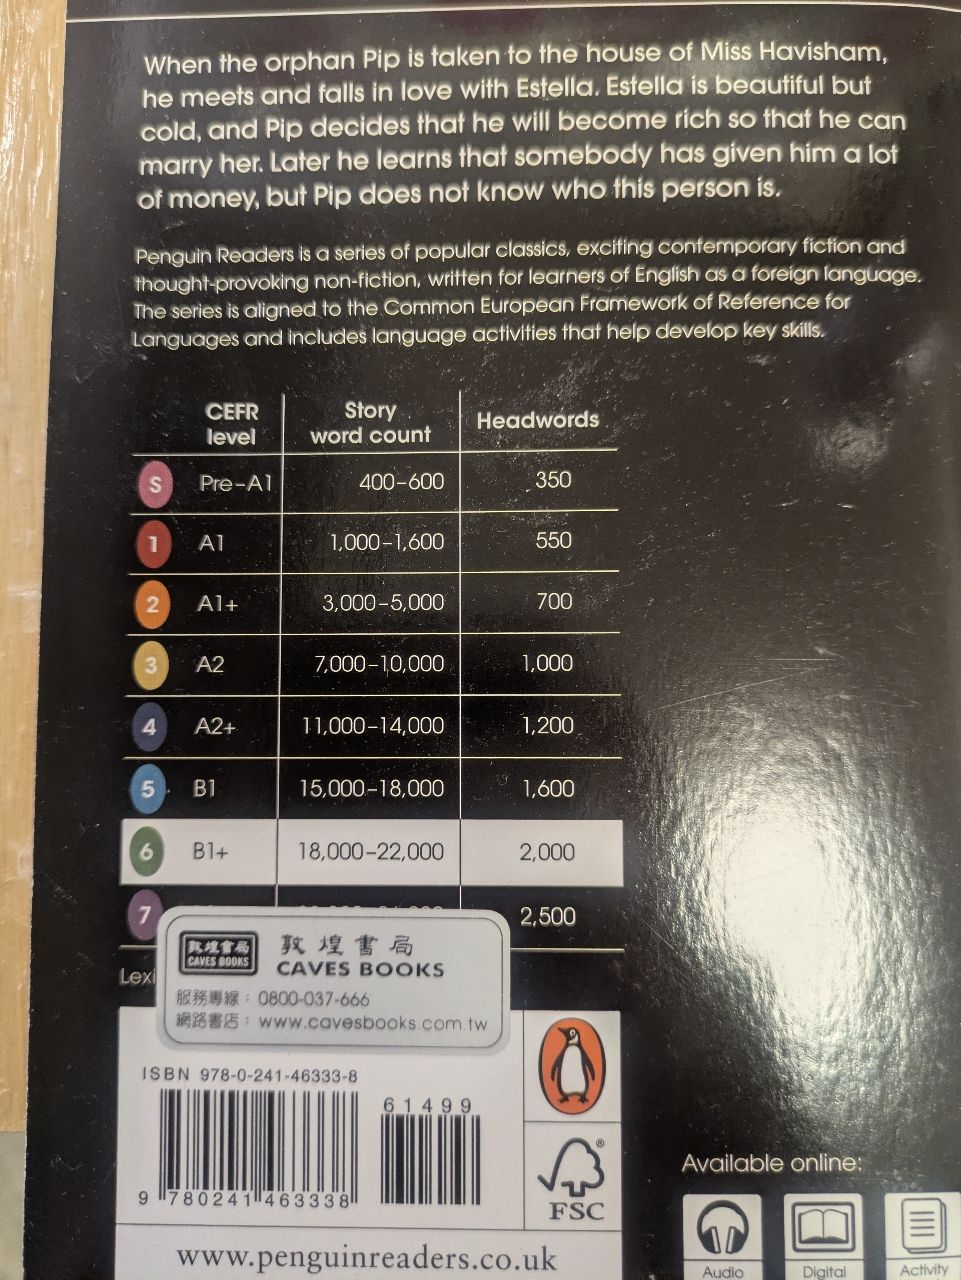 When the orphan Pip is taken to the house of Miss Havisham,
he meets and falls in love with Estella. Estella is beautiful but
cold, and Pip decides that he will become rich so that he can
marry her. Later he learns that somebody has given him a lot
of money, but Pip does not know who this person is.
Penguin Readers is a series of popular classics, exciting contemporary fiction and
thought-provoking non-fiction, written for learners of English as a foreign language.
The series is aligned to the Common European Framework of Reference for
Languages and includes language activities that help develop key skills.
CEFR level Story word count Headwords
S Pre-A1 400-600 350
1 A1 1,000-1,600 550
2 A1+ 3,000-5,000 700
3 A2 7,000-10,000 1,000
4 A2+ 11,000-14,000 1,200
5 B1 15,000-18,000 1,600
6 B1+ 18,000-22,000 2,000
7 2,500
Lexi
敦煌書局 敦煌書局
CAVES BOOKS CAVES BOOKS
服務專線：0800-037-666
網路書店：www.cavesbooks.com.tw
ISBN 978-0-241-46333-8
61499
9 780241 463338
FSC
®
www.penguinreaders.co.uk
Available online:
Audio Digital Activity